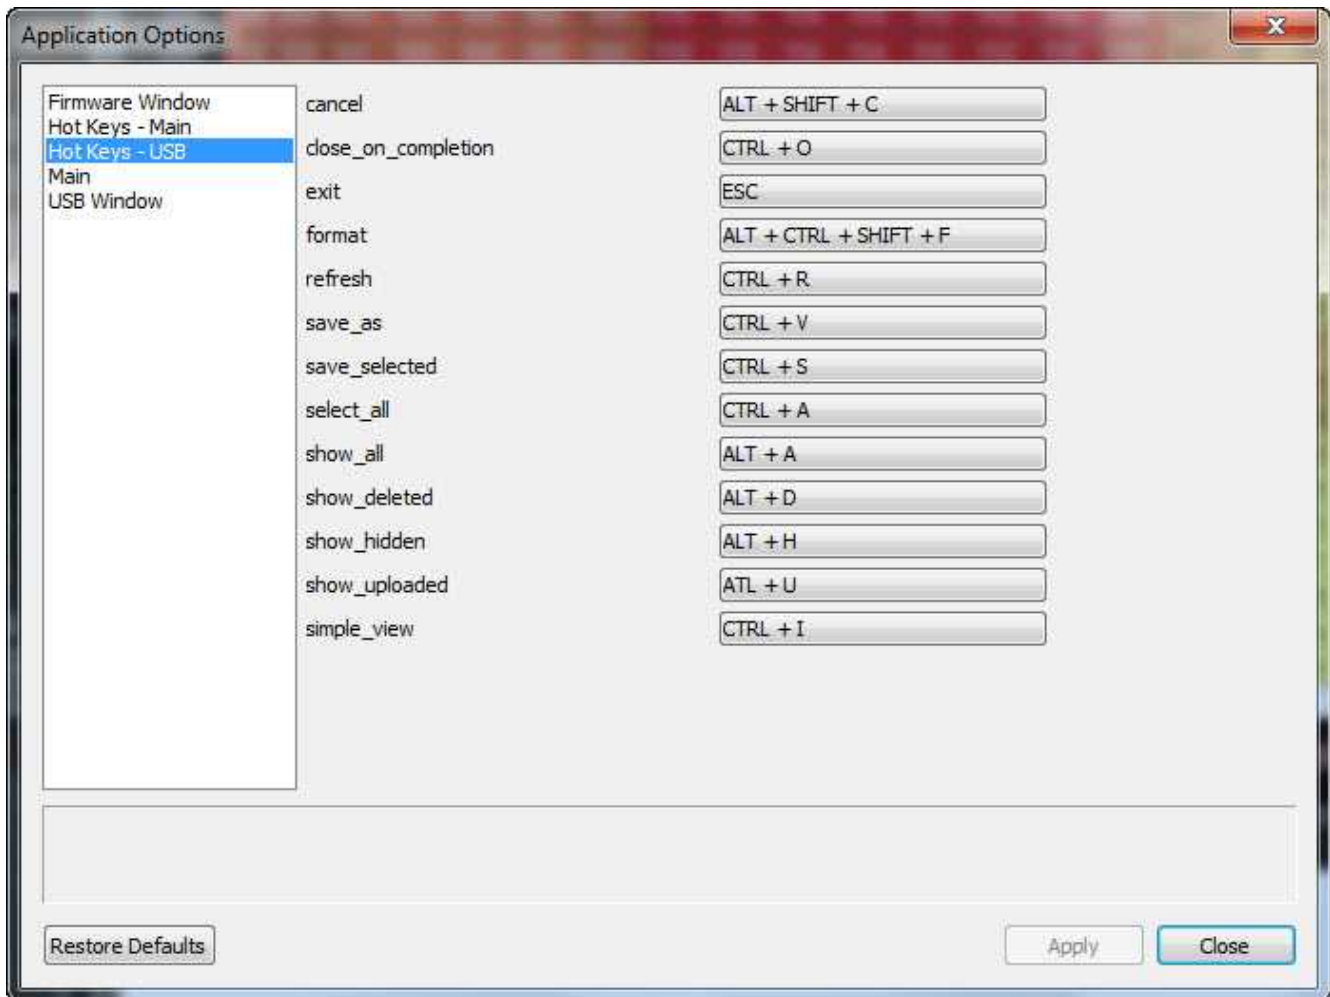 Application Options
Firmware Window
Hot Keys - Main
Hot Keys - USB
Main
USB Window
cancel ALT + SHIFT + C
close_on_completion CTRL + O
exit ESC
format ALT + CTRL + SHIFT + F
refresh CTRL + R
save_as CTRL + V
save_selected CTRL + S
select_all CTRL + A
show_all ALT + A
show_deleted ALT + D
show_hidden ALT + H
show_uploaded ATL + U
simple_view CTRL + I
Restore Defaults Apply Close